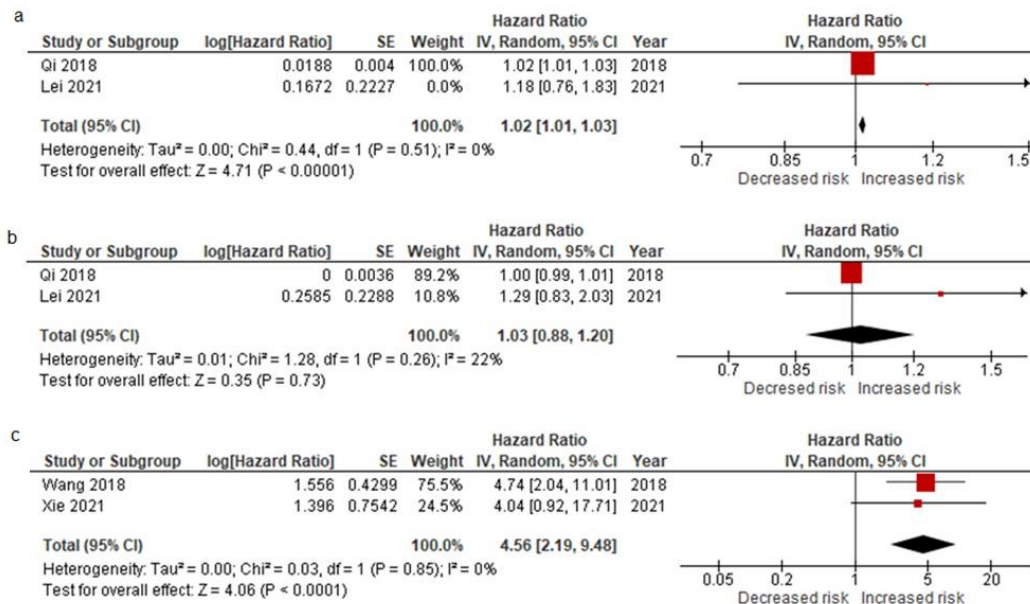 a
Hazard Ratio Hazard Ratio
Study or Subgroup log[Hazard Ratio] SE Weight IV, Random, 95% CI Year IV, Random, 95% CI
Qi 2018 0.0188 0.004 100.0% 1.02 [1.01, 1.03] 2018
Lei 2021 0.1672 0.2227 0.0% 1.18 [0.76, 1.83] 2021
Total (95% CI) 100.0% 1.02 [1.01, 1.03]
Heterogeneity: Tau² = 0.00; Chi² = 0.44, df = 1 (P = 0.51); I² = 0%
Test for overall effect: Z = 4.71 (P < 0.00001)
0.7 0.85 1 1.2 1.5
Decreased risk Increased risk
b
Hazard Ratio Hazard Ratio
Study or Subgroup log[Hazard Ratio] SE Weight IV, Random, 95% CI Year IV, Random, 95% CI
Qi 2018 0 0.0036 89.2% 1.00 [0.99, 1.01] 2018
Lei 2021 0.2585 0.2288 10.8% 1.29 [0.83, 2.03] 2021
Total (95% CI) 100.0% 1.03 [0.88, 1.20]
Heterogeneity: Tau² = 0.01; Chi² = 1.28, df = 1 (P = 0.26); I² = 22%
Test for overall effect: Z = 0.35 (P = 0.73)
0.7 0.85 1 1.2 1.5
Decresed risk Increased risk
c
Hazard Ratio Hazard Ratio
Study or Subgroup log[Hazard Ratio] SE Weight IV, Random, 95% CI Year IV, Random, 95% CI
Wang 2018 1.556 0.4299 75.5% 4.74 [2.04, 11.01] 2018
Xie 2021 1.396 0.7542 24.5% 4.04 [0.92, 17.71] 2021
Total (95% CI) 100.0% 4.56 [2.19, 9.48]
Heterogeneity: Tau² = 0.00; Chi² = 0.03, df = 1 (P = 0.85); I² = 0%
Test for overall effect: Z = 4.06 (P < 0.0001)
0.05 0.2 1 5 20
Decreased risk Increased risk